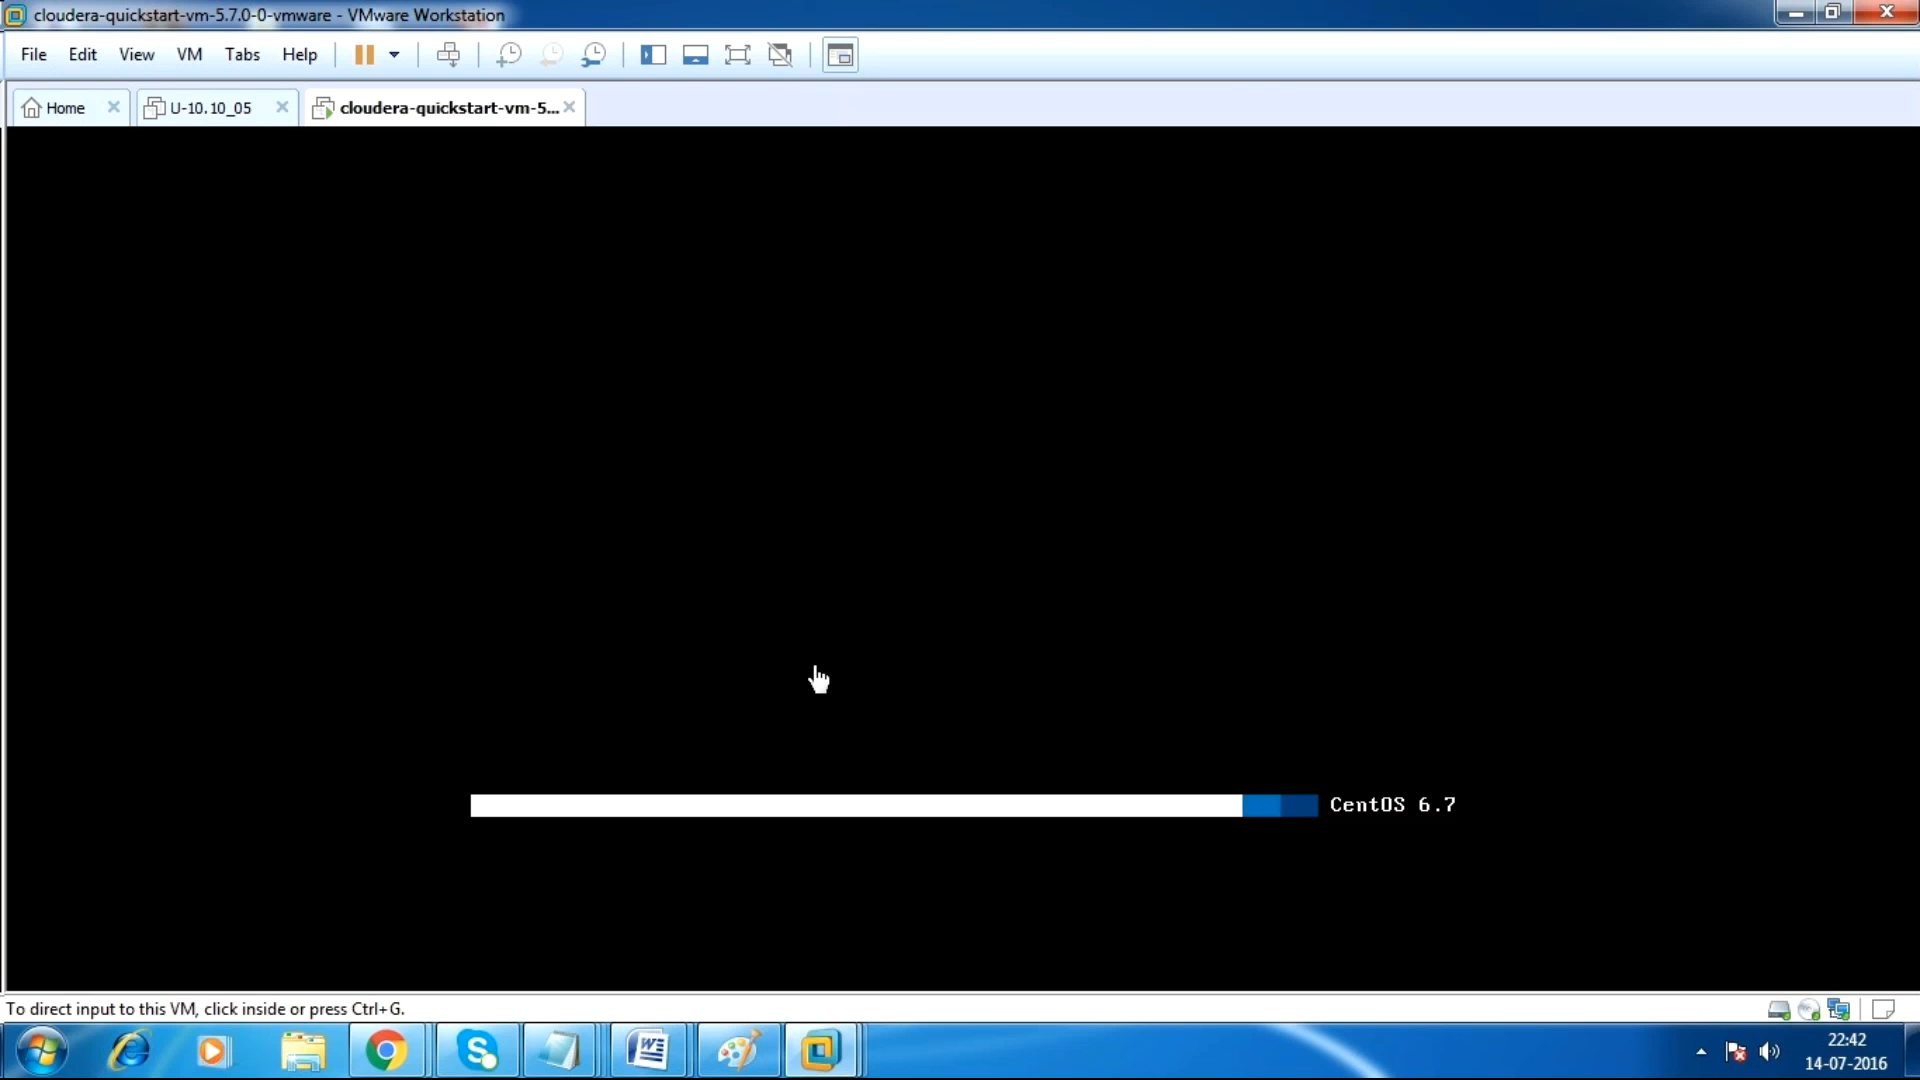 cloudera-quickstart-vm-5.7.0-0-vmware - VMware Workstation
File Edit View VM Tabs Help
Home U-10.10_05 cloudera-quickstart-vm-5...
CentOS 6.7
To direct input to this VM, click inside or press Ctrl+G.
22:42
14-07-2016